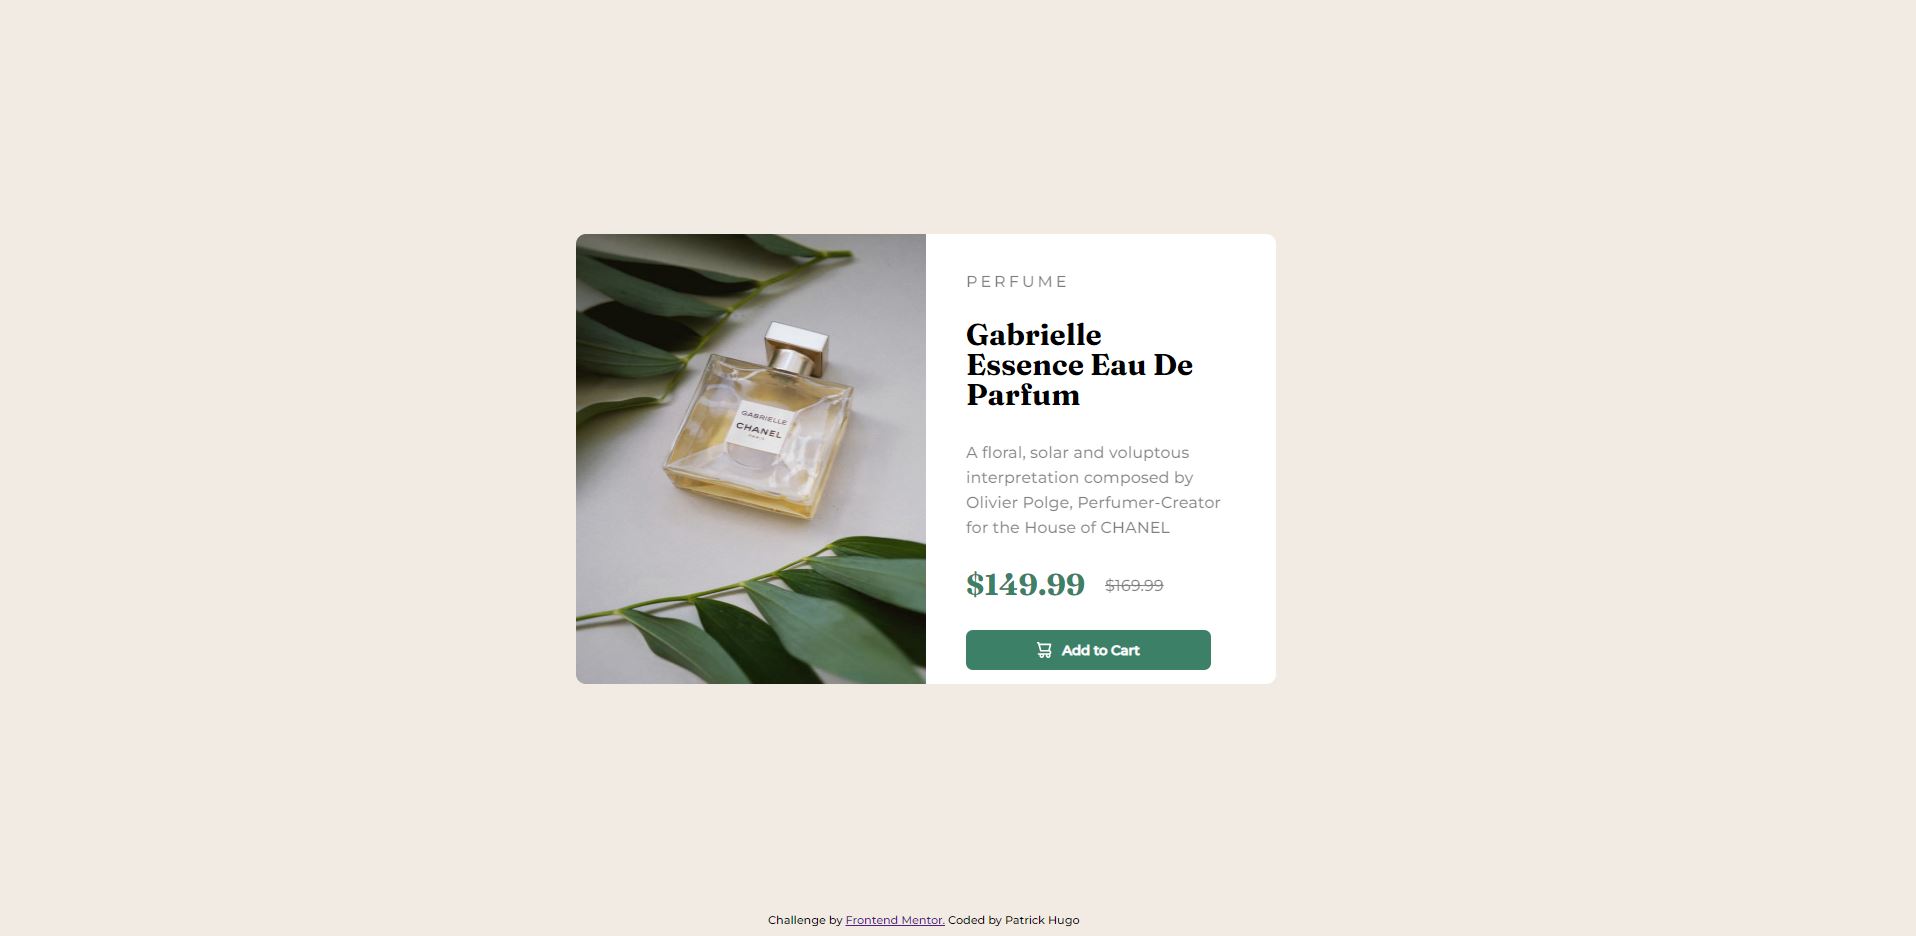 GABRIELLE
CHANEL
PARIS
PERFUME
Gabrielle
Essence Eau De
Parfum
A floral, solar and voluptous
interpretation composed by
Olivier Polge, Perfumer-Creator
for the House of CHANEL
$149.99 $169.99
Add to Cart
Challenge by Frontend Mentor. Coded by Patrick Hugo